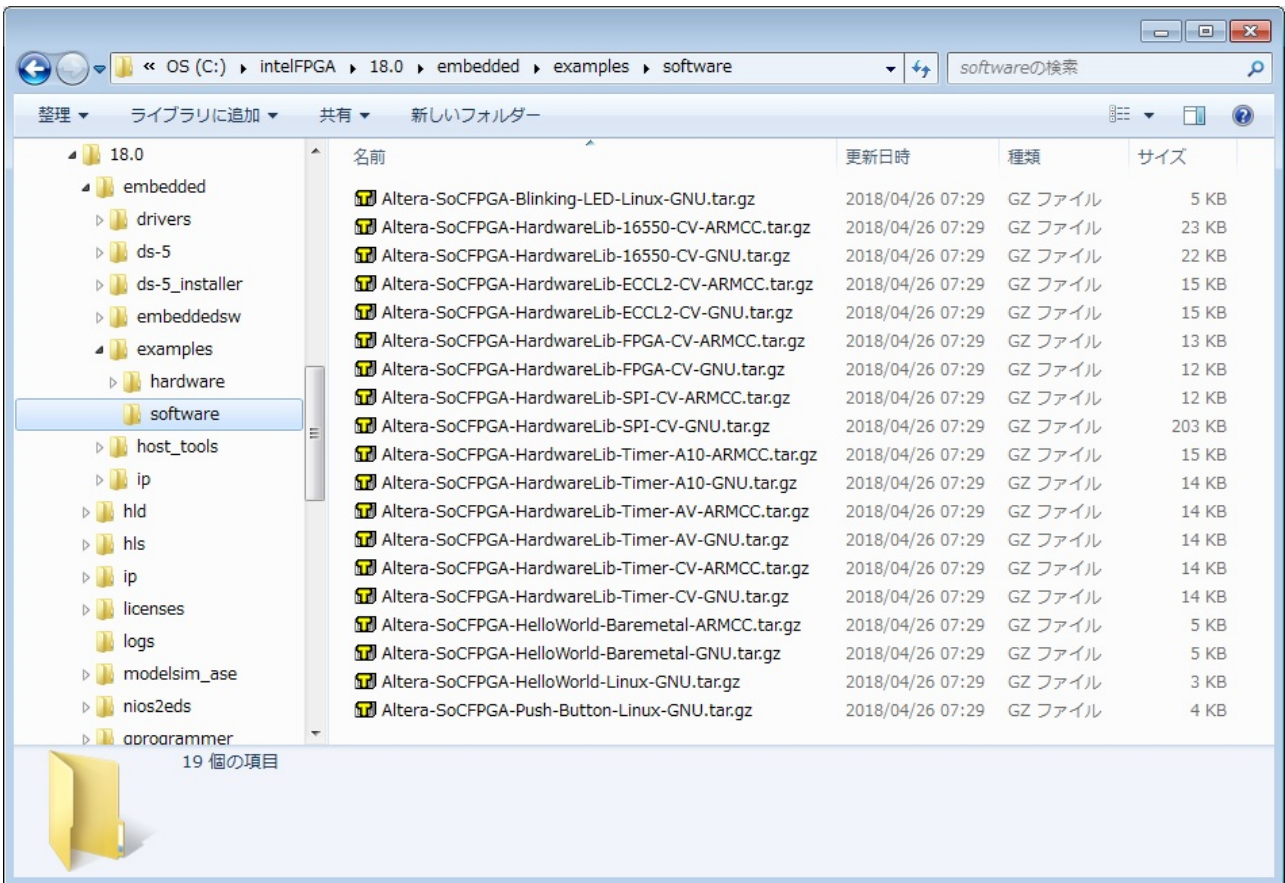 « OS (C:) ▸ intelFPGA ▸ 18.0 ▸ embedded ▸ examples ▸ software
softwareの検索
整理 ライブラリに追加 共有 新しいフォルダー
18.0
embedded
drivers
ds-5
ds-5_installer
embeddedsw
examples
hardware
software
host_tools
ip
hld
hls
ip
licenses
logs
modelsim_ase
nios2eds
qprogrammer
名前 更新日時 種類 サイズ
Altera-SoCFPGA-Blinking-LED-Linux-GNU.tar.gz 2018/04/26 07:29 GZ ファイル 5 KB
Altera-SoCFPGA-HardwareLib-16550-CV-ARMCC.tar.gz 2018/04/26 07:29 GZ ファイル 23 KB
Altera-SoCFPGA-HardwareLib-16550-CV-GNU.tar.gz 2018/04/26 07:29 GZ ファイル 22 KB
Altera-SoCFPGA-HardwareLib-ECCL2-CV-ARMCC.tar.gz 2018/04/26 07:29 GZ ファイル 15 KB
Altera-SoCFPGA-HardwareLib-ECCL2-CV-GNU.tar.gz 2018/04/26 07:29 GZ ファイル 15 KB
Altera-SoCFPGA-HardwareLib-FPGA-CV-ARMCC.tar.gz 2018/04/26 07:29 GZ ファイル 13 KB
Altera-SoCFPGA-HardwareLib-FPGA-CV-GNU.tar.gz 2018/04/26 07:29 GZ ファイル 12 KB
Altera-SoCFPGA-HardwareLib-SPI-CV-ARMCC.tar.gz 2018/04/26 07:29 GZ ファイル 12 KB
Altera-SoCFPGA-HardwareLib-SPI-CV-GNU.tar.gz 2018/04/26 07:29 GZ ファイル 203 KB
Altera-SoCFPGA-HardwareLib-Timer-A10-ARMCC.tar.gz 2018/04/26 07:29 GZ ファイル 15 KB
Altera-SoCFPGA-HardwareLib-Timer-A10-GNU.tar.gz 2018/04/26 07:29 GZ ファイル 14 KB
Altera-SoCFPGA-HardwareLib-Timer-AV-ARMCC.tar.gz 2018/04/26 07:29 GZ ファイル 14 KB
Altera-SoCFPGA-HardwareLib-Timer-AV-GNU.tar.gz 2018/04/26 07:29 GZ ファイル 14 KB
Altera-SoCFPGA-HardwareLib-Timer-CV-ARMCC.tar.gz 2018/04/26 07:29 GZ ファイル 14 KB
Altera-SoCFPGA-HardwareLib-Timer-CV-GNU.tar.gz 2018/04/26 07:29 GZ ファイル 14 KB
Altera-SoCFPGA-HelloWorld-Baremetal-ARMCC.tar.gz 2018/04/26 07:29 GZ ファイル 5 KB
Altera-SoCFPGA-HelloWorld-Baremetal-GNU.tar.gz 2018/04/26 07:29 GZ ファイル 5 KB
Altera-SoCFPGA-HelloWorld-Linux-GNU.tar.gz 2018/04/26 07:29 GZ ファイル 3 KB
Altera-SoCFPGA-Push-Button-Linux-GNU.tar.gz 2018/04/26 07:29 GZ ファイル 4 KB
19 個の項目